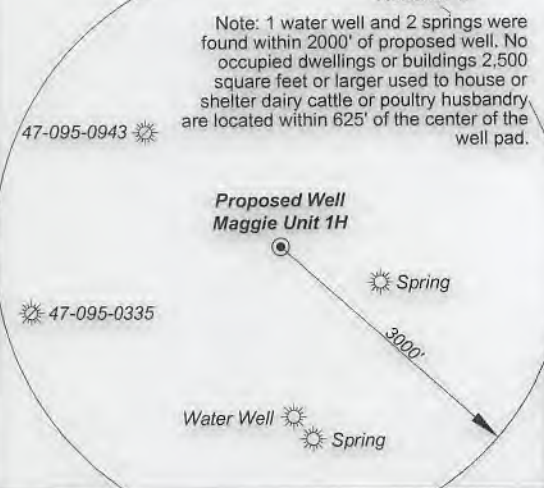 Note: 1 water well and 2 springs were
found within 2000' of proposed well. No
occupied dwellings or buildings 2,500
square feet or larger used to house or
shelter dairy cattle or poultry husbandry
are located within 625' of the center of the
well pad.
47-095-0943
Proposed Well
Maggie Unit 1H
Spring
47-095-0335
3000'
Water Well
Spring